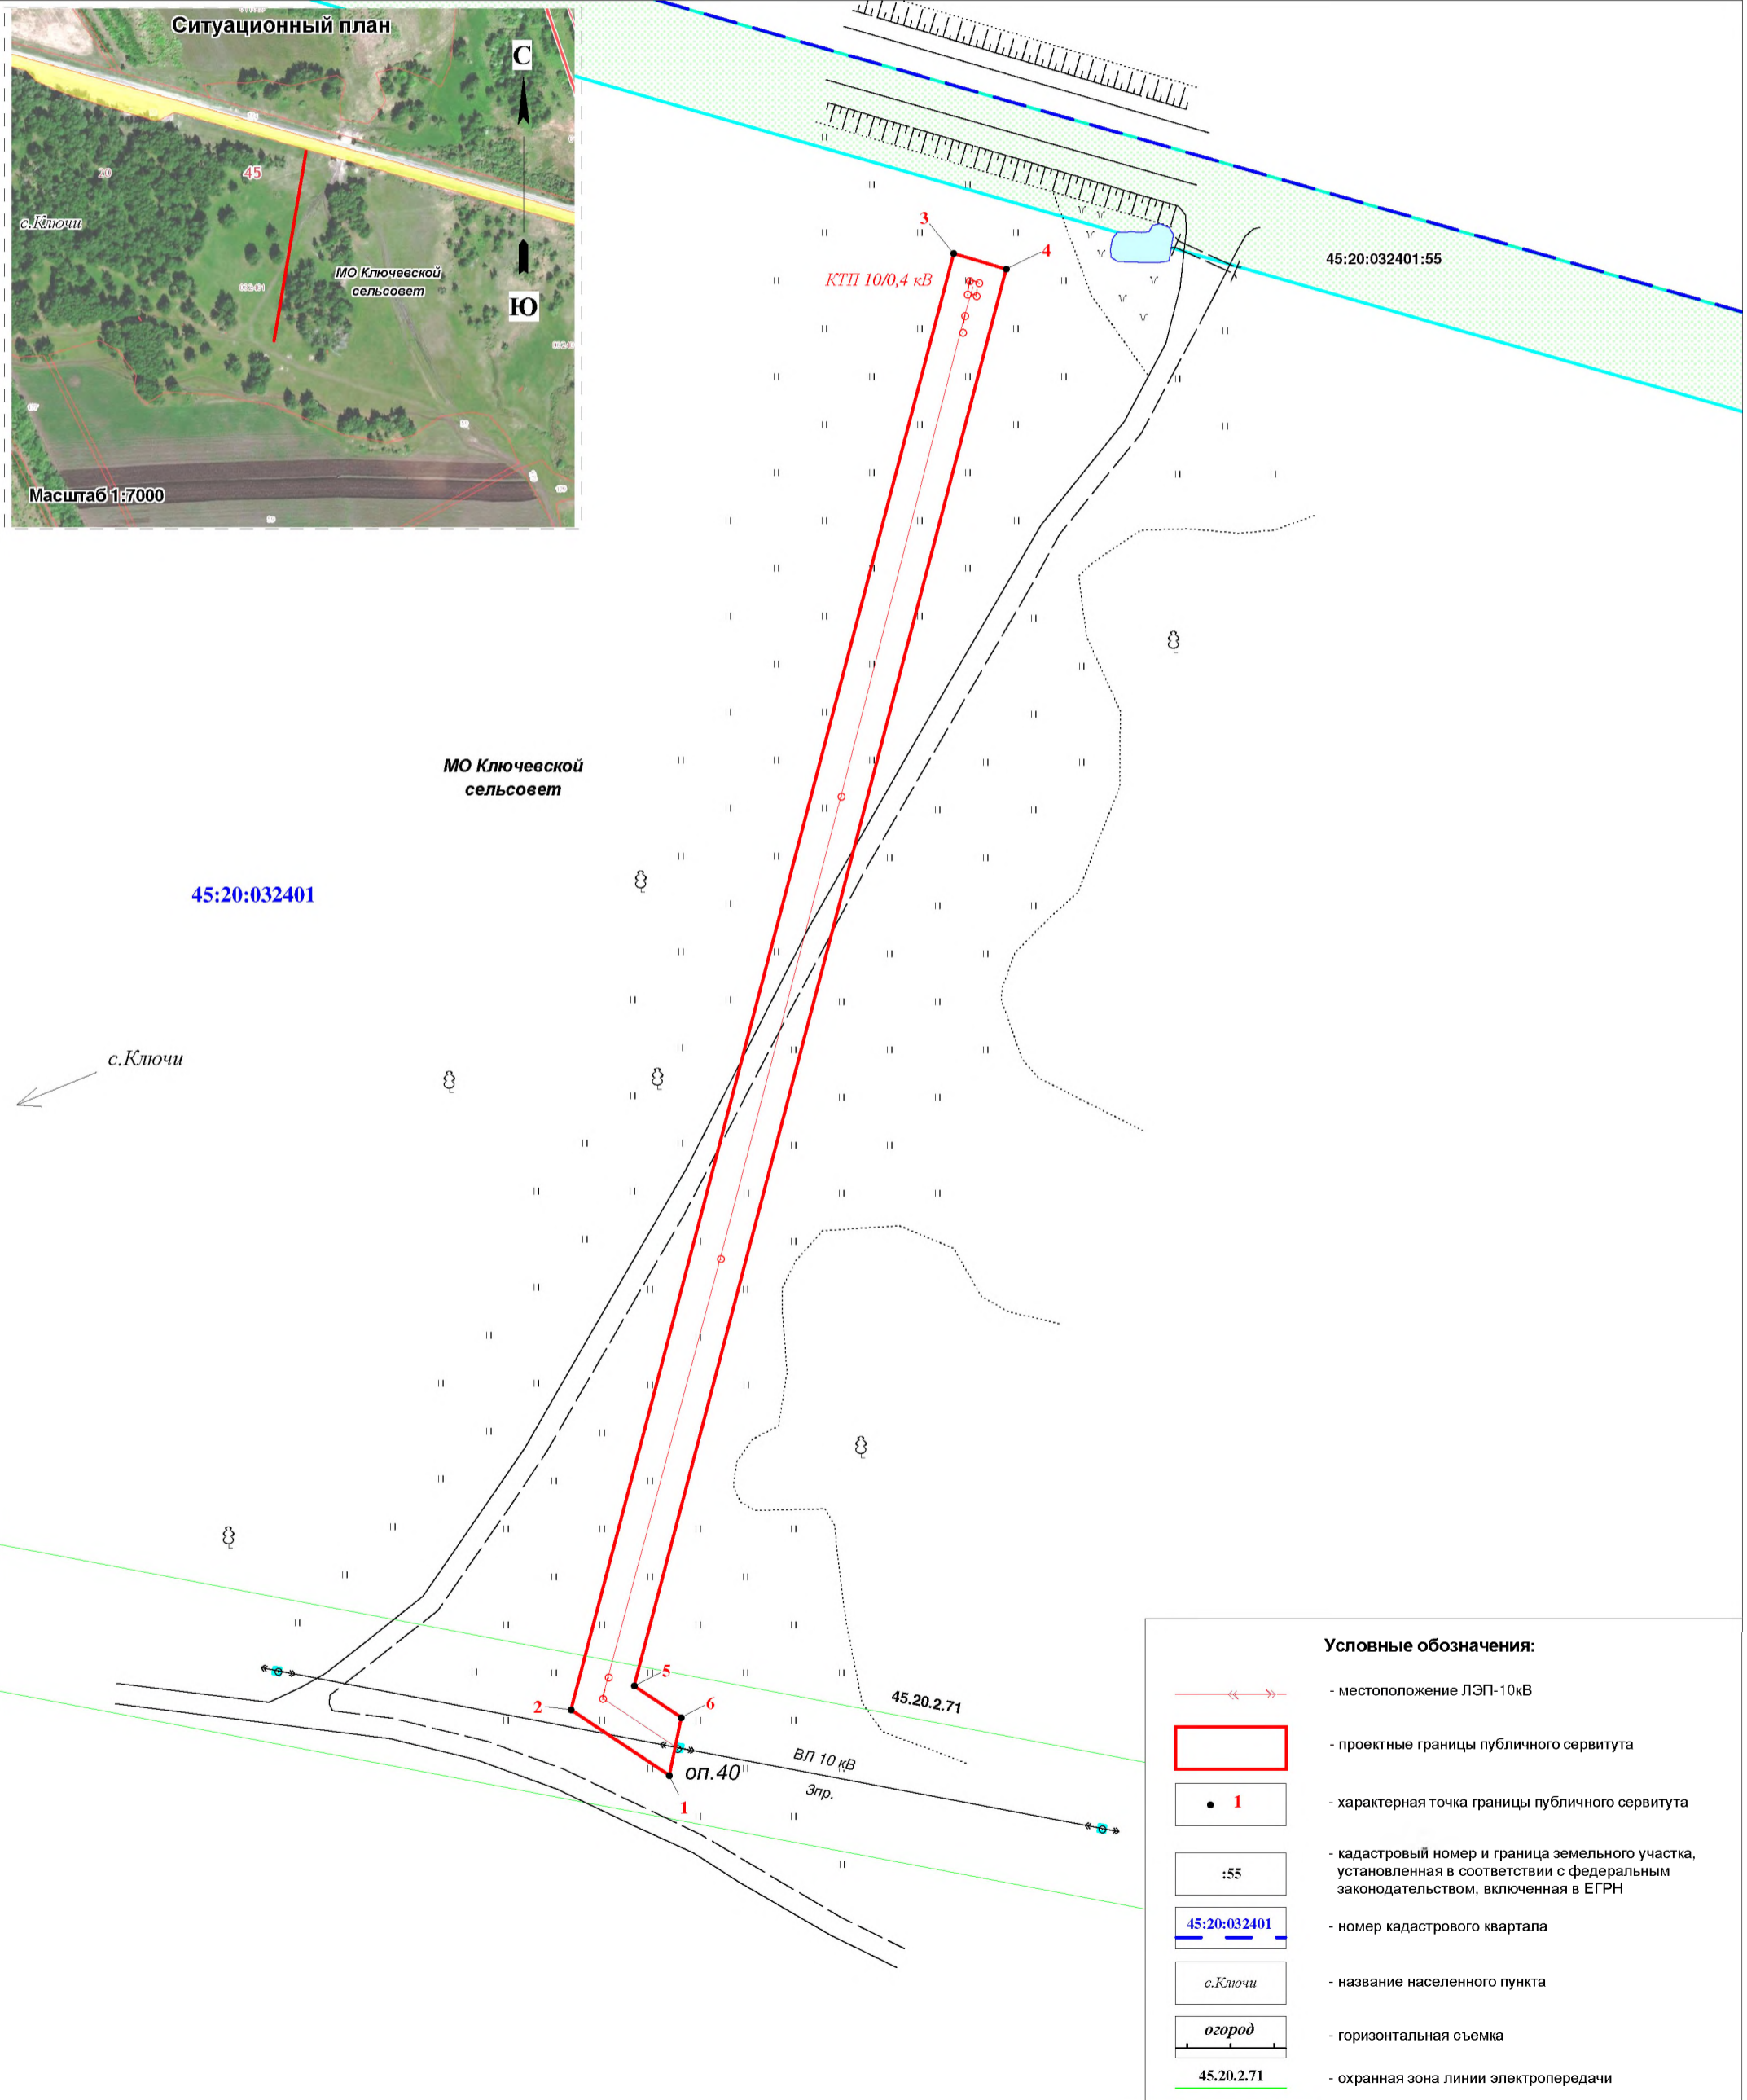 Ситуационный план
С
20
45
с.Ключи
МО Ключевской
сельсовет
Ю
Масштаб 1:7000
3
4
КТП 10/0,4 кВ
45:20:032401:55
МО Ключевской
сельсовет
45:20:032401
с.Ключи
5
2
6
45.20.2.71
ВЛ 10 кВ
3пр.
оп.40
1
Условные обозначения:
- местоположение ЛЭП-10кВ
- проектные границы публичного сервитута
1
- характерная точка границы публичного сервитута
:55
- кадастровый номер и граница земельного участка,
установленная в соответствии с федеральным
законодательством, включенная в ЕГРН
45:20:032401
- номер кадастрового квартала
с.Ключи
- название населенного пункта
огород
- горизонтальная съемка
45.20.2.71
- охранная зона линии электропередачи